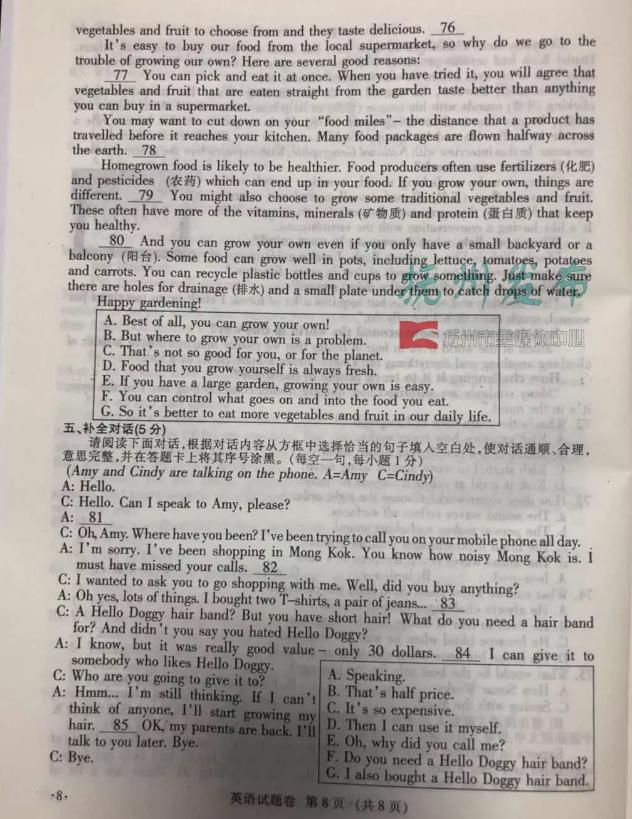 vegetables and fruit to choose from and they taste delicious. 76
It's easy to buy our food from the local supermarket, so why do we go to the
trouble of growing our own? Here are several good reasons:
77 You can pick and eat it at once. When you have tried it, you will agree that
vegetables and fruit that are eaten straight from the garden taste better than anything
you can buy in a supermarket.
You may want to cut down on your “food miles”– the distance that a product has
travelled before it reaches your kitchen. Many food packages are flown halfway across
the earth. 78
Homegrown food is likely to be healthier. Food producers often use fertilizers (化肥)
and pesticides (农药) which can end up in your food. If you grow your own, things are
different. 79 You might also choose to grow some traditional vegetables and fruit.
These often have more of the vitamins, minerals (矿物质) and protein (蛋白质) that keep
you healthy.
80 And you can grow your own even if you only have a small backyard or a
balcony (阳台). Some food can grow well in pots, including lettuce, tomatoes, potatoes
and carrots. You can recycle plastic bottles and cups to grow something. Just make sure
there are holes for drainage (排水) and a small plate under them to catch drops of water.
Happy gardening!
杭州发布
杭州市全媒体中心
A. Best of all, you can grow your own!
B. But where to grow your own is a problem.
C. That's not so good for you, or for the planet.
D. Food that you grow yourself is always fresh.
E. If you have a large garden, growing your own is easy.
F. You can control what goes on and into the food you eat.
G. So it's better to eat more vegetables and fruit in our daily life.
五、补全对话(5分)
请阅读下面对话,根据对话内容从方框中选择恰当的句子填入空白处,使对话通顺、合理,
意思完整,并在答题卡上将其序号涂黑。(每空一句,每小题1分)
(Amy and Cindy are talking on the phone. A=Amy C=Cindy)
A: Hello.
C: Hello. Can I speak to Amy, please?
A: 81
C: Oh, Amy. Where have you been? I've been trying to call you on your mobile phone all day.
A: I'm sorry. I've been shopping in Mong Kok. You know how noisy Mong Kok is. I
must have missed your calls. 82
C: I wanted to ask you to go shopping with me. Well, did you buy anything?
A: Oh yes, lots of things. I bought two T-shirts, a pair of jeans... 83
C: A Hello Doggy hair band? But you have short hair! What do you need a hair band
for? And didn't you say you hated Hello Doggy?
A: I know, but it was really good value – only 30 dollars. 84 I can give it to
somebody who likes Hello Doggy.
C: Who are you going to give it to?
A: Hmm... I'm still thinking. If I can't
think of anyone, I'll start growing my
hair. 85 OK, my parents are back. I'll
talk to you later. Bye.
C: Bye.
A. Speaking.
B. That's half price.
C. It's so expensive.
D. Then I can use it myself.
E. Oh, why did you call me?
F. Do you need a Hello Doggy hair band?
G. I also bought a Hello Doggy hair band.
·8·
英语试题卷 第8页 (共8页)